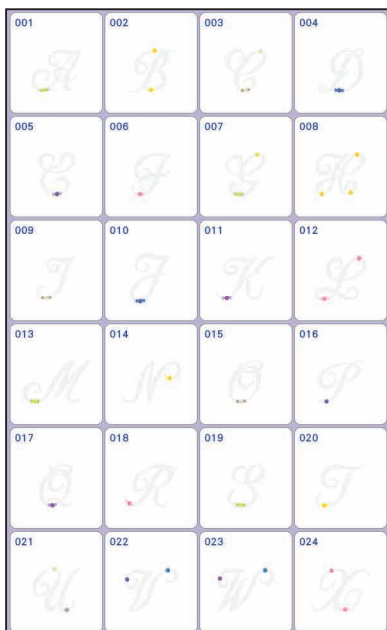 001 002 003 004
A B C D
005 006 007 008
E F G H
009 010 011 012
I J K L
013 014 015 016
M N O P
017 018 019 020
Q R S T
021 022 023 024
U V W X